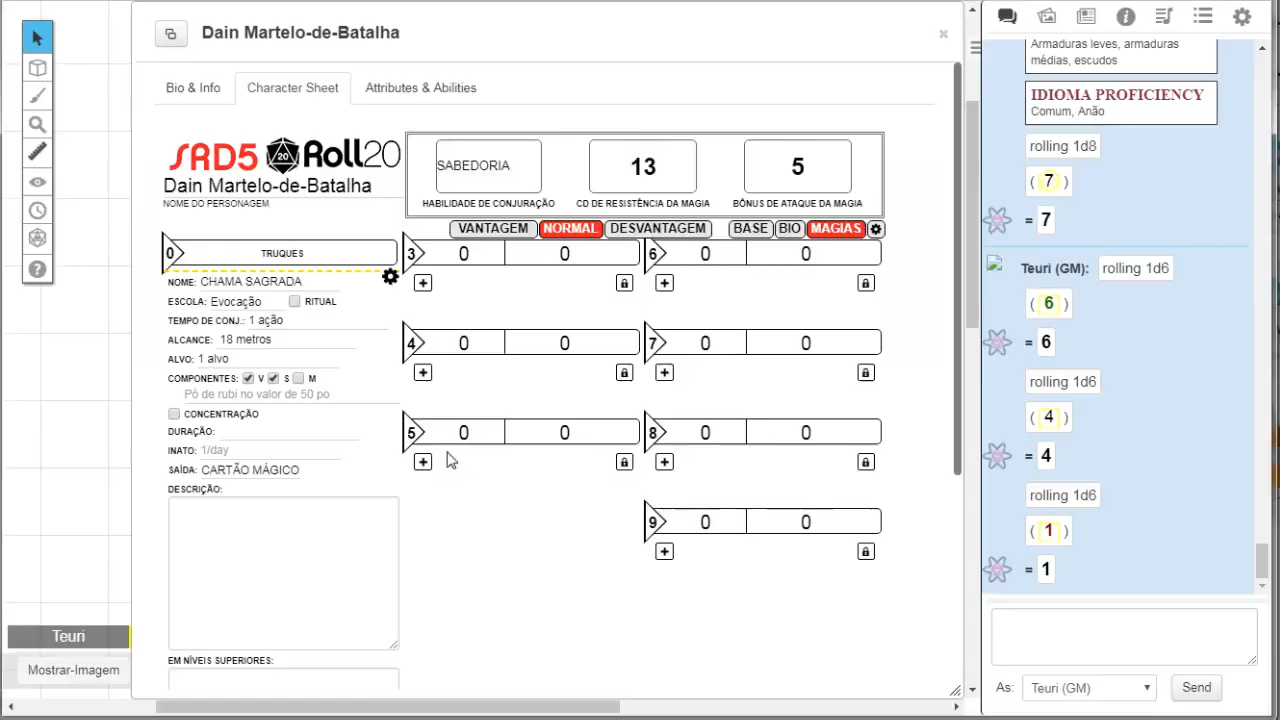 Dain Martelo-de-Batalha
Bio & Info
Character Sheet
Attributes & Abilities
SRD5 20 Roll20
Dain Martelo-de-Batalha
NOME DO PERSONAGEM
SABEDORIA
13
5
HABILIDADE DE CONJURAÇÃO
CD DE RESISTÊNCIA DA MAGIA
BÔNUS DE ATAQUE DA MAGIA
VANTAGEM NORMAL DESVANTAGEM BASE BIO MAGIAS
0 TRUQUES
NOME: CHAMA SAGRADA
ESCOLA: Evocação RITUAL
TEMPO DE CONJ.: 1 ação
ALCANCE: 18 metros
ALVO: 1 alvo
COMPONENTES: V S M
Pó de rubi no valor de 50 po
CONCENTRAÇÃO
DURAÇÃO:
INATO: 1/day
SAÍDA: CARTÃO MÁGICO
DESCRIÇÃO:
EM NÍVEIS SUPERIORES:
3 0 0
4 0 0
5 0 0
6 0 0
7 0 0
8 0 0
9 0 0
Teuri
Mostrar-Imagem
Armaduras leves, armaduras
médias, escudos
IDIOMA PROFICIENCY
Comum, Anão
rolling 1d8
( 7 )
= 7
Teuri (GM): rolling 1d6
( 6 )
= 6
rolling 1d6
( 4 )
= 4
rolling 1d6
( 1 )
= 1
As: Teuri (GM) Send